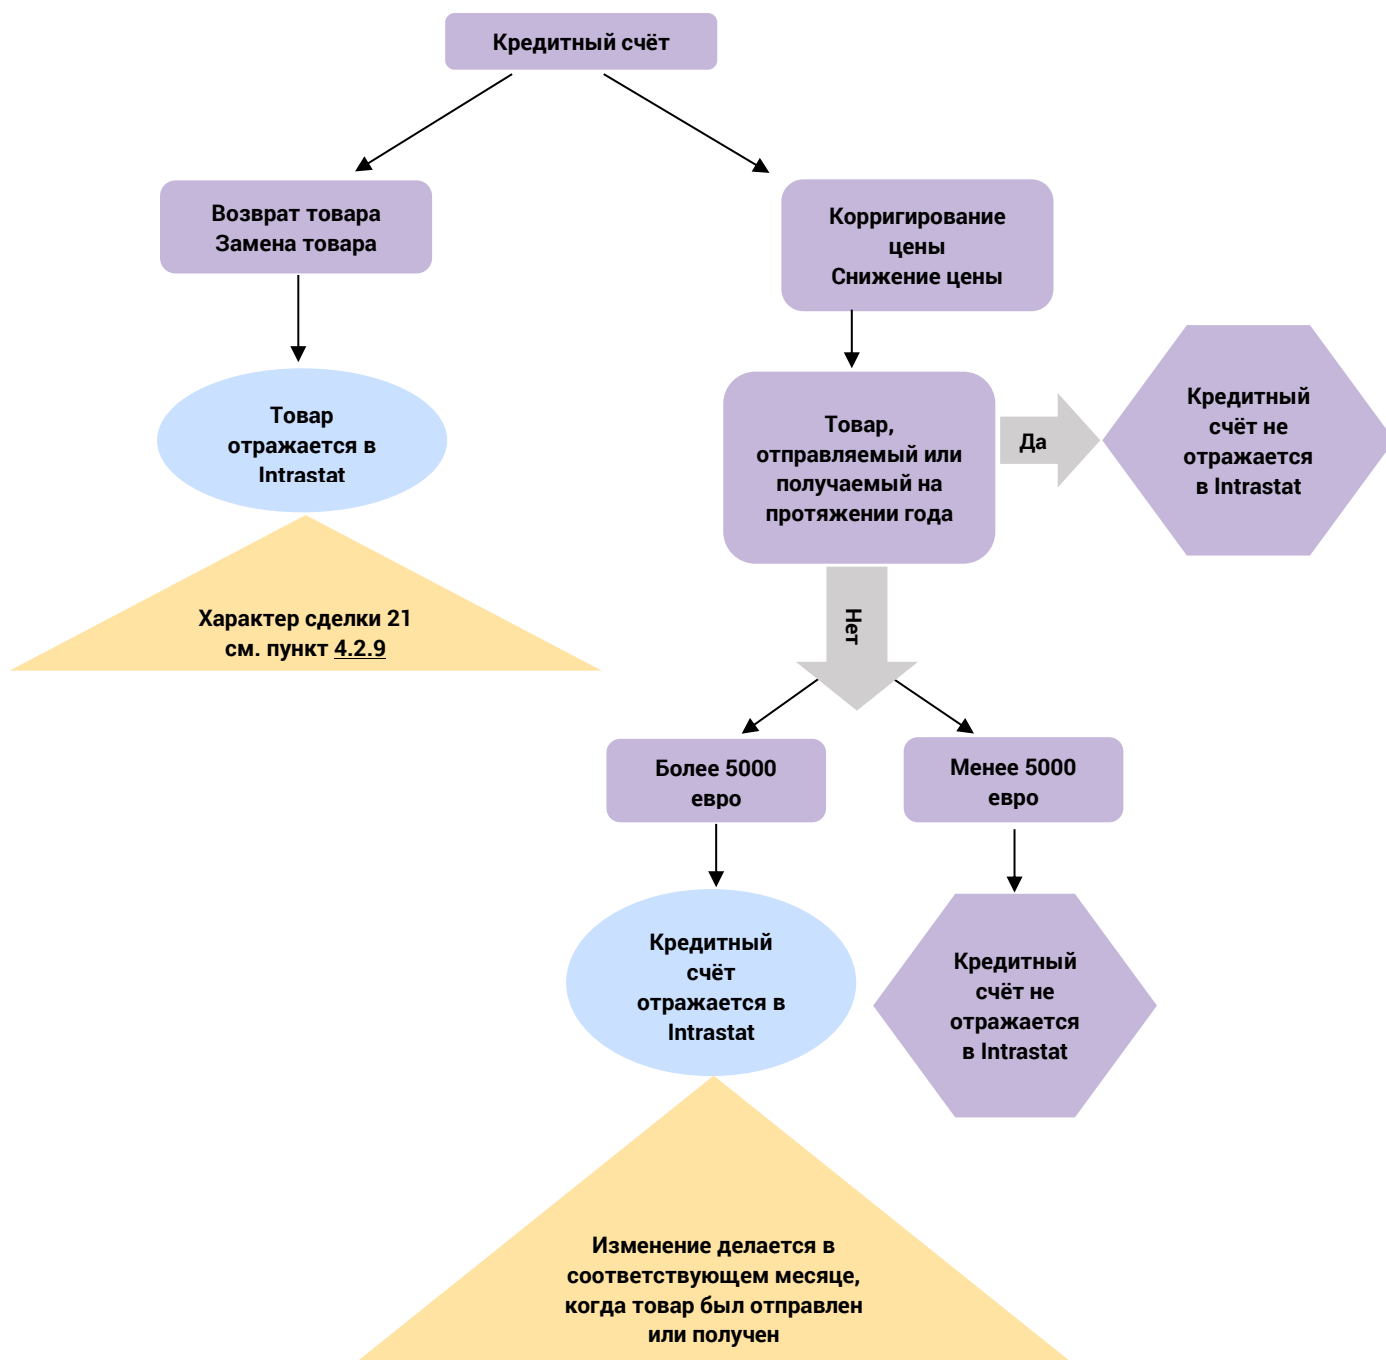 Кредитный счёт
Возврат товара
Замена товара
Корригирование
цены
Снижение цены
Товар
отражается в
Intrastat
Товар,
отправляемый или
получаемый на
протяжении года
Да
Кредитный
счёт не
отражается
в Intrastat
Характер сделки 21
см. пункт 4.2.9
Нет
Более 5000
евро
Менее 5000
евро
Кредитный
счёт
отражается в
Intrastat
Кредитный
счёт не
отражается
в Intrastat
Изменение делается в
соответствующем месяце,
когда товар был отправлен
или получен